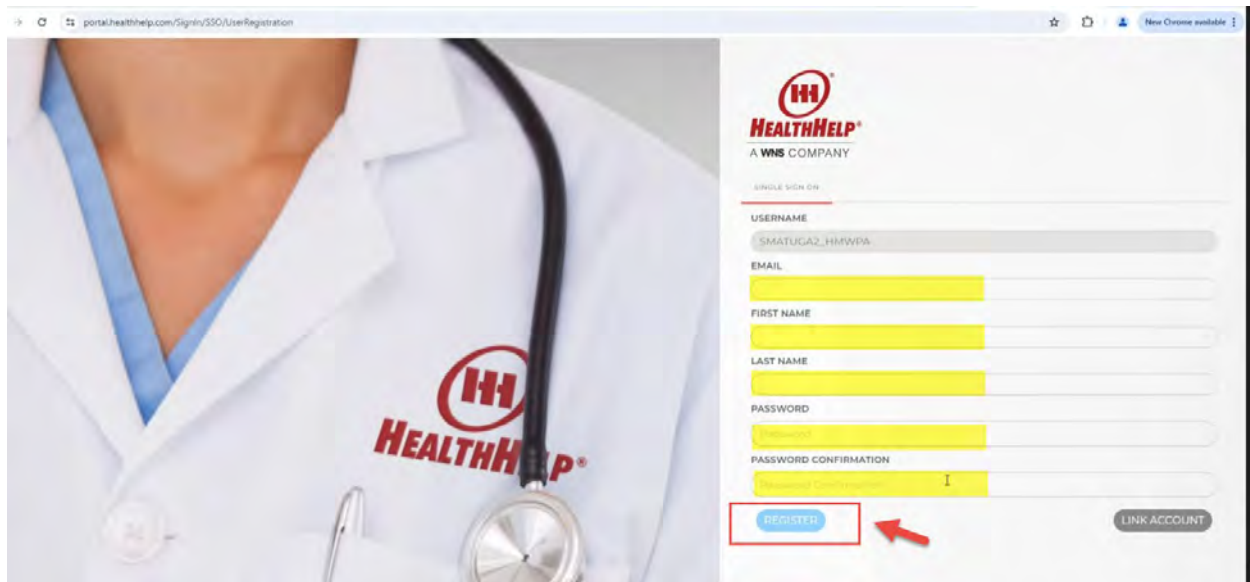 portal.healthhelp.com/Signin/SSO/UserRegistration
New Chrome available
HEALTHHELP®
A WNS COMPANY
SINGLE SIGN ON
USERNAME
SMATUGA2_HMWPA
EMAIL
FIRST NAME
LAST NAME
PASSWORD
Password
PASSWORD CONFIRMATION
Password Confirmation
REGISTER
LINK ACCOUNT
HEALTHH P®